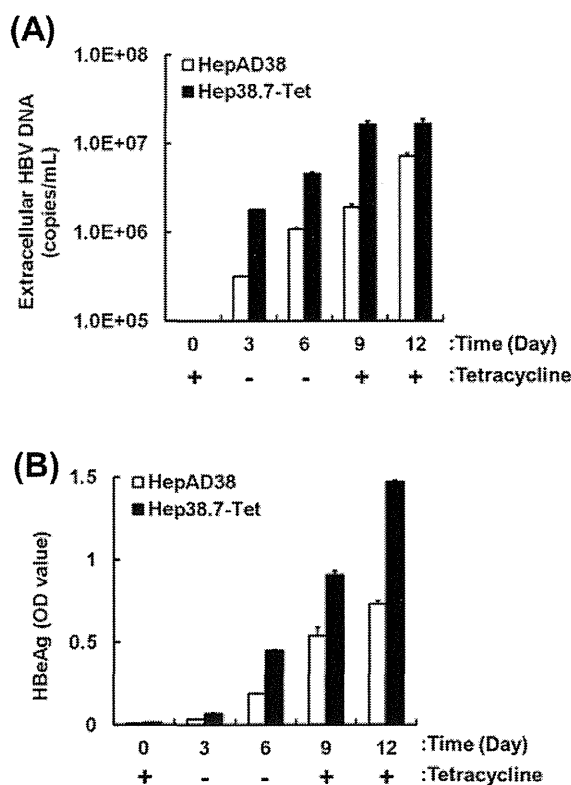 (A)
1.0E+08
1.0E+07
1.0E+06
1.0E+05
Extracellular HBV DNA
(copies/mL)
HepAD38
Hep38.7-Tet
0 3 6 9 12 :Time (Day)
+ - - + + :Tetracycline
(B)
1.5
1
0.5
0
HBeAg (OD value)
HepAD38
Hep38.7-Tet
0 3 6 9 12 :Time (Day)
+ - - + + :Tetracycline